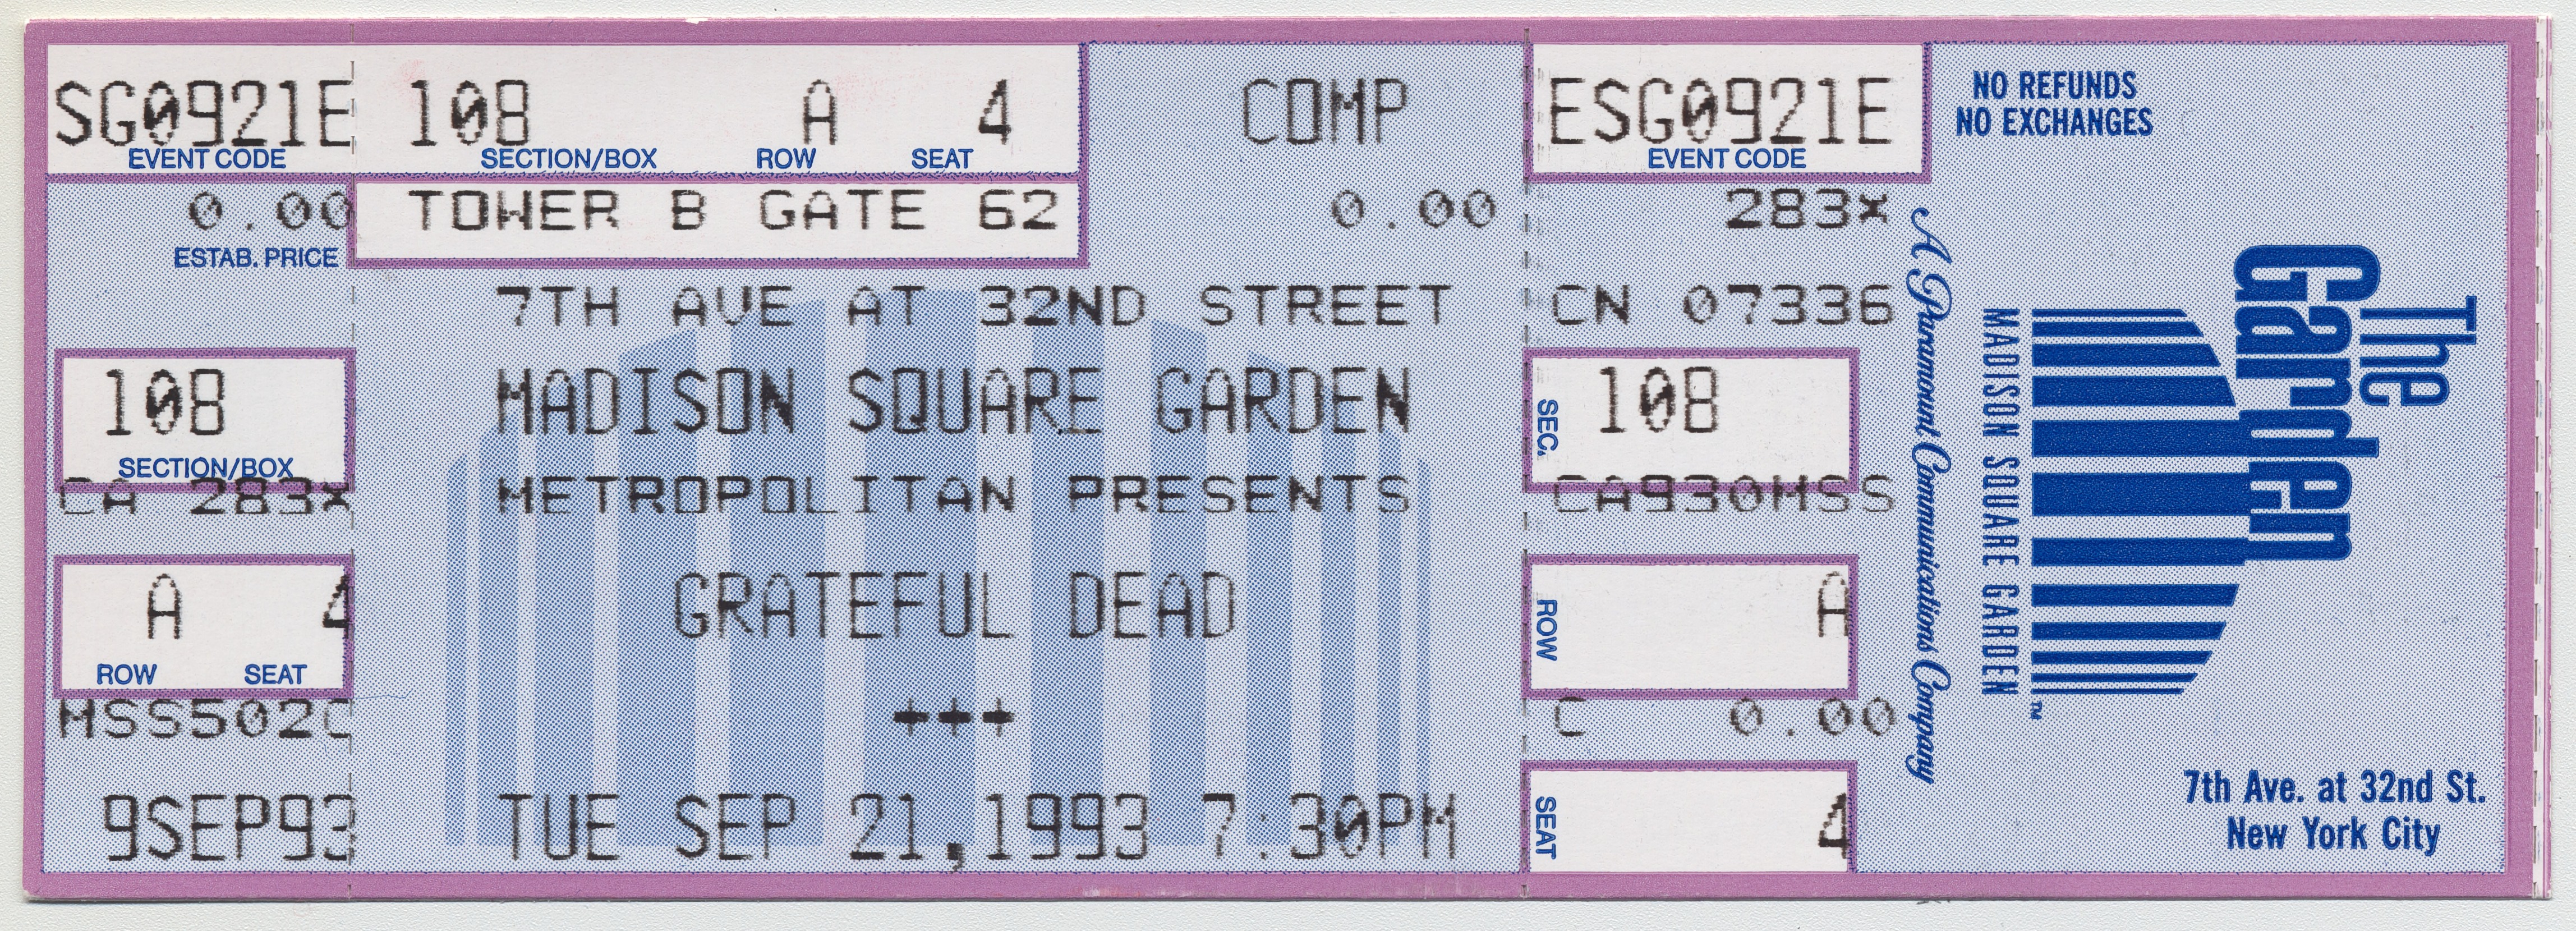 SG0921E
EVENT CODE
0.00
ESTAB. PRICE
108
SECTION/BOX
CA 283*
A 4
ROW SEAT
MSS502C
9SEP93
108 A 4
SECTION/BOX ROW SEAT
TOWER B GATE 62
COMP
0.00
7TH AVE AT 32ND STREET
MADISON SQUARE GARDEN
METROPOLITAN PRESENTS
GRATEFUL DEAD
+++
TUE SEP 21,1993 7:30PM
ESG0921E
EVENT CODE
283*
CN 07336
SEC. 108
CA930MSS
ROW A
C 0.00
SEAT 4
NO REFUNDS
NO EXCHANGES
A Paramount Communications Company
MADISON SQUARE GARDEN
TM
The
Garden
7th Ave. at 32nd St.
New York City